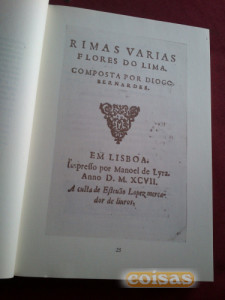 RIMAS VARIAS
FLORES DO LIMA.
COMPOSTA POR DIOGO
BERNARDES.
EM LISBOA.
Impresso por Manoel de Lyra.
Anno D. M. XCVII.
A custa de Esteuão Lopez merca-
dor de liuros.
coisas